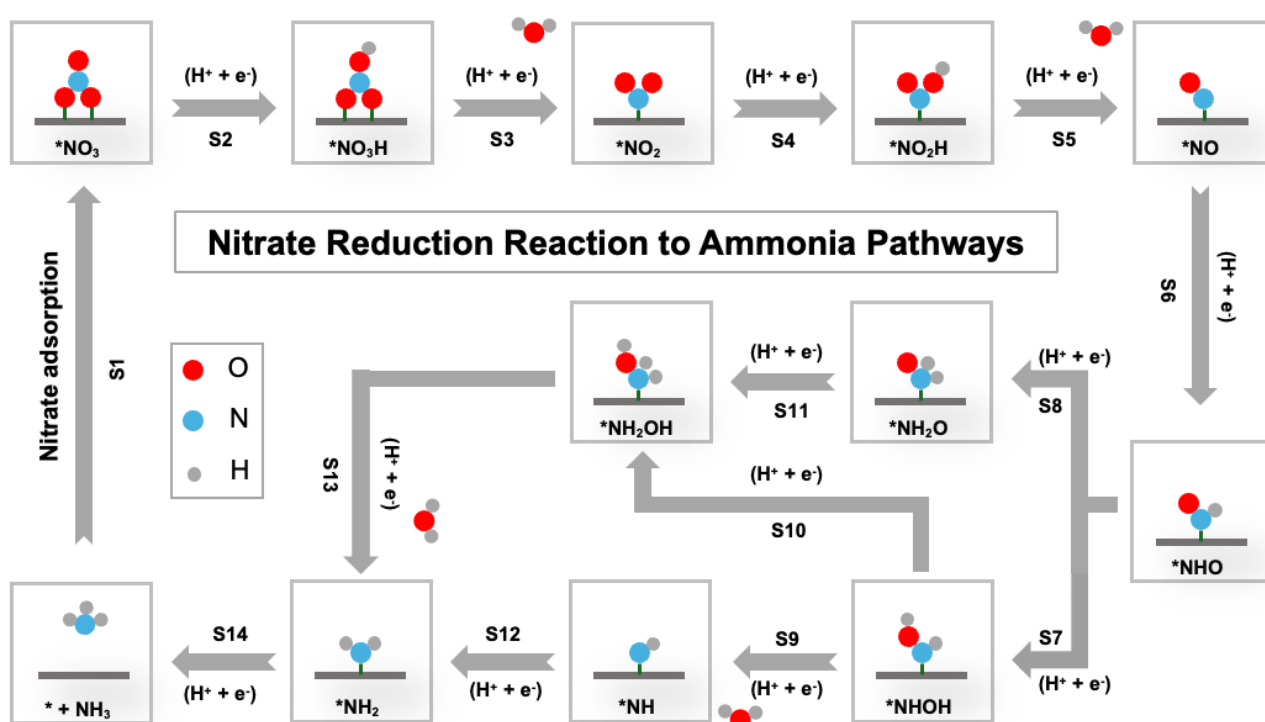 (H⁺ + e⁻)
(H⁺ + e⁻)
(H⁺ + e⁻)
(H⁺ + e⁻)
S2
S3
S4
S5
*NO₃
*NO₃H
*NO₂
*NO₂H
*NO
Nitrate Reduction Reaction to Ammonia Pathways
S6
(H⁺ + e⁻)
Nitrate adsorption
S1
O
N
H
(H⁺ + e⁻)
S11
(H⁺ + e⁻)
S8
*NH₂OH
*NH₂O
S13
(H⁺ + e⁻)
(H⁺ + e⁻)
S10
*NHO
S14
S12
S9
S7
(H⁺ + e⁻)
(H⁺ + e⁻)
(H⁺ + e⁻)
(H⁺ + e⁻)
* + NH₃
*NH₂
*NH
*NHOH